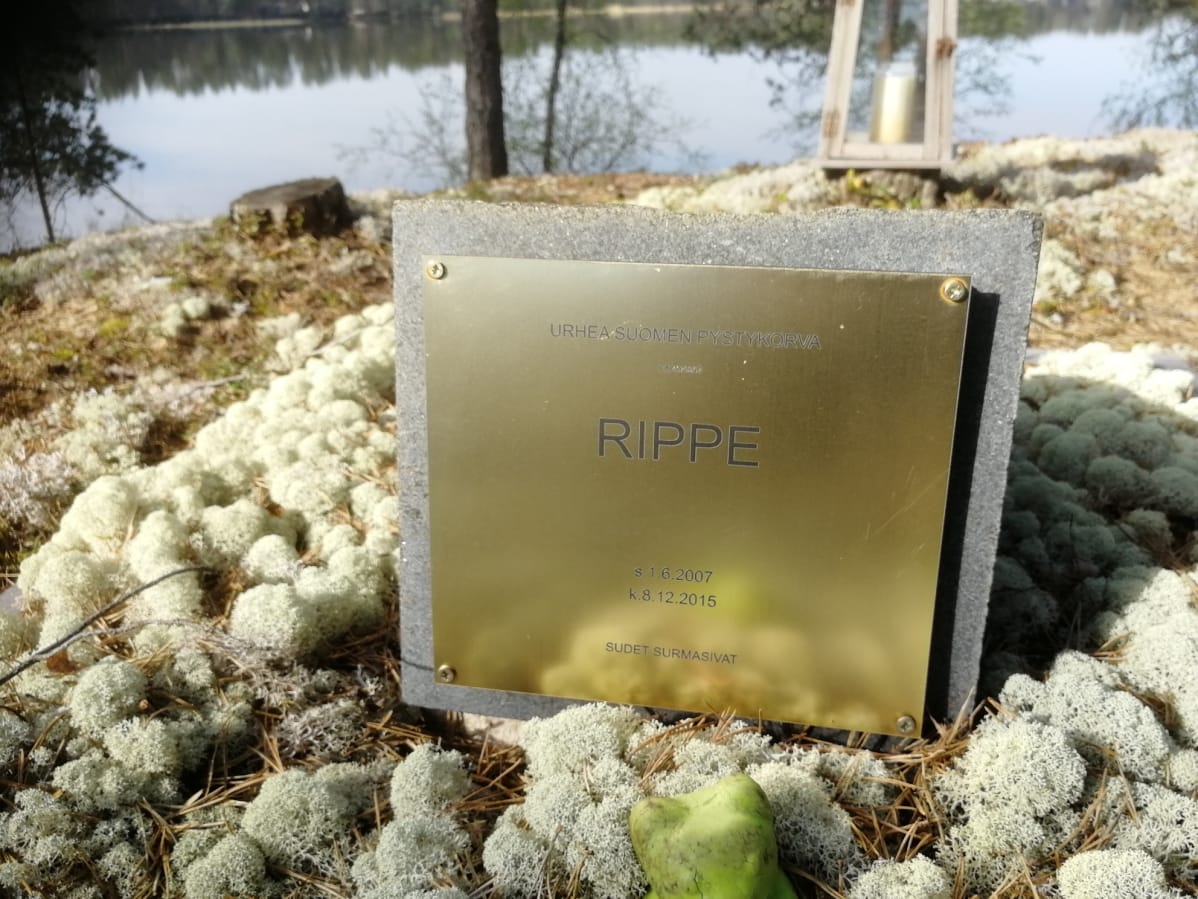 URHEA SUOMEN PYSTYKORVA
RIPPE
s.1.6.2007
k.8.12.2015
SUDET SURMASIVAT